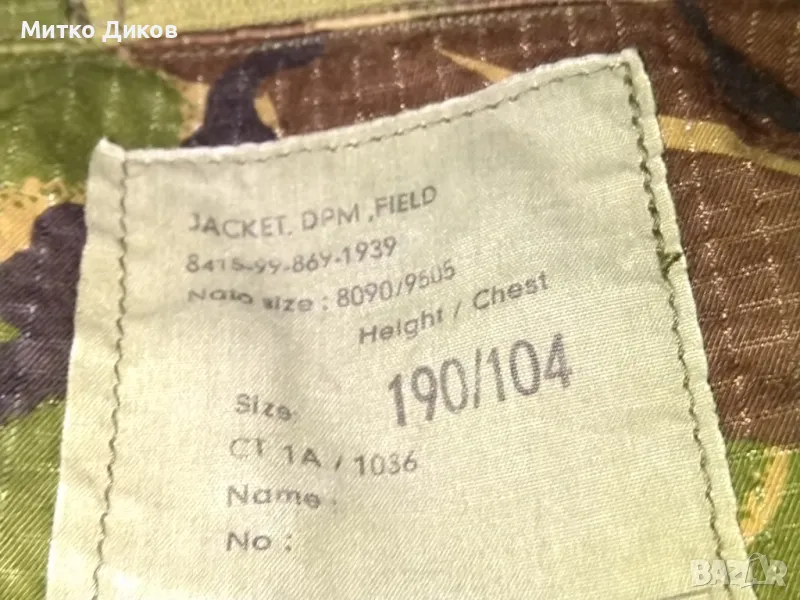 Митко Диков
JACKET, DPM ,FIELD
8415-99-869-1939
Nato size : 8090/9505
Height / Chest
Size: 190/104
CT 1A / 1036
Name :
No :
BAZAR